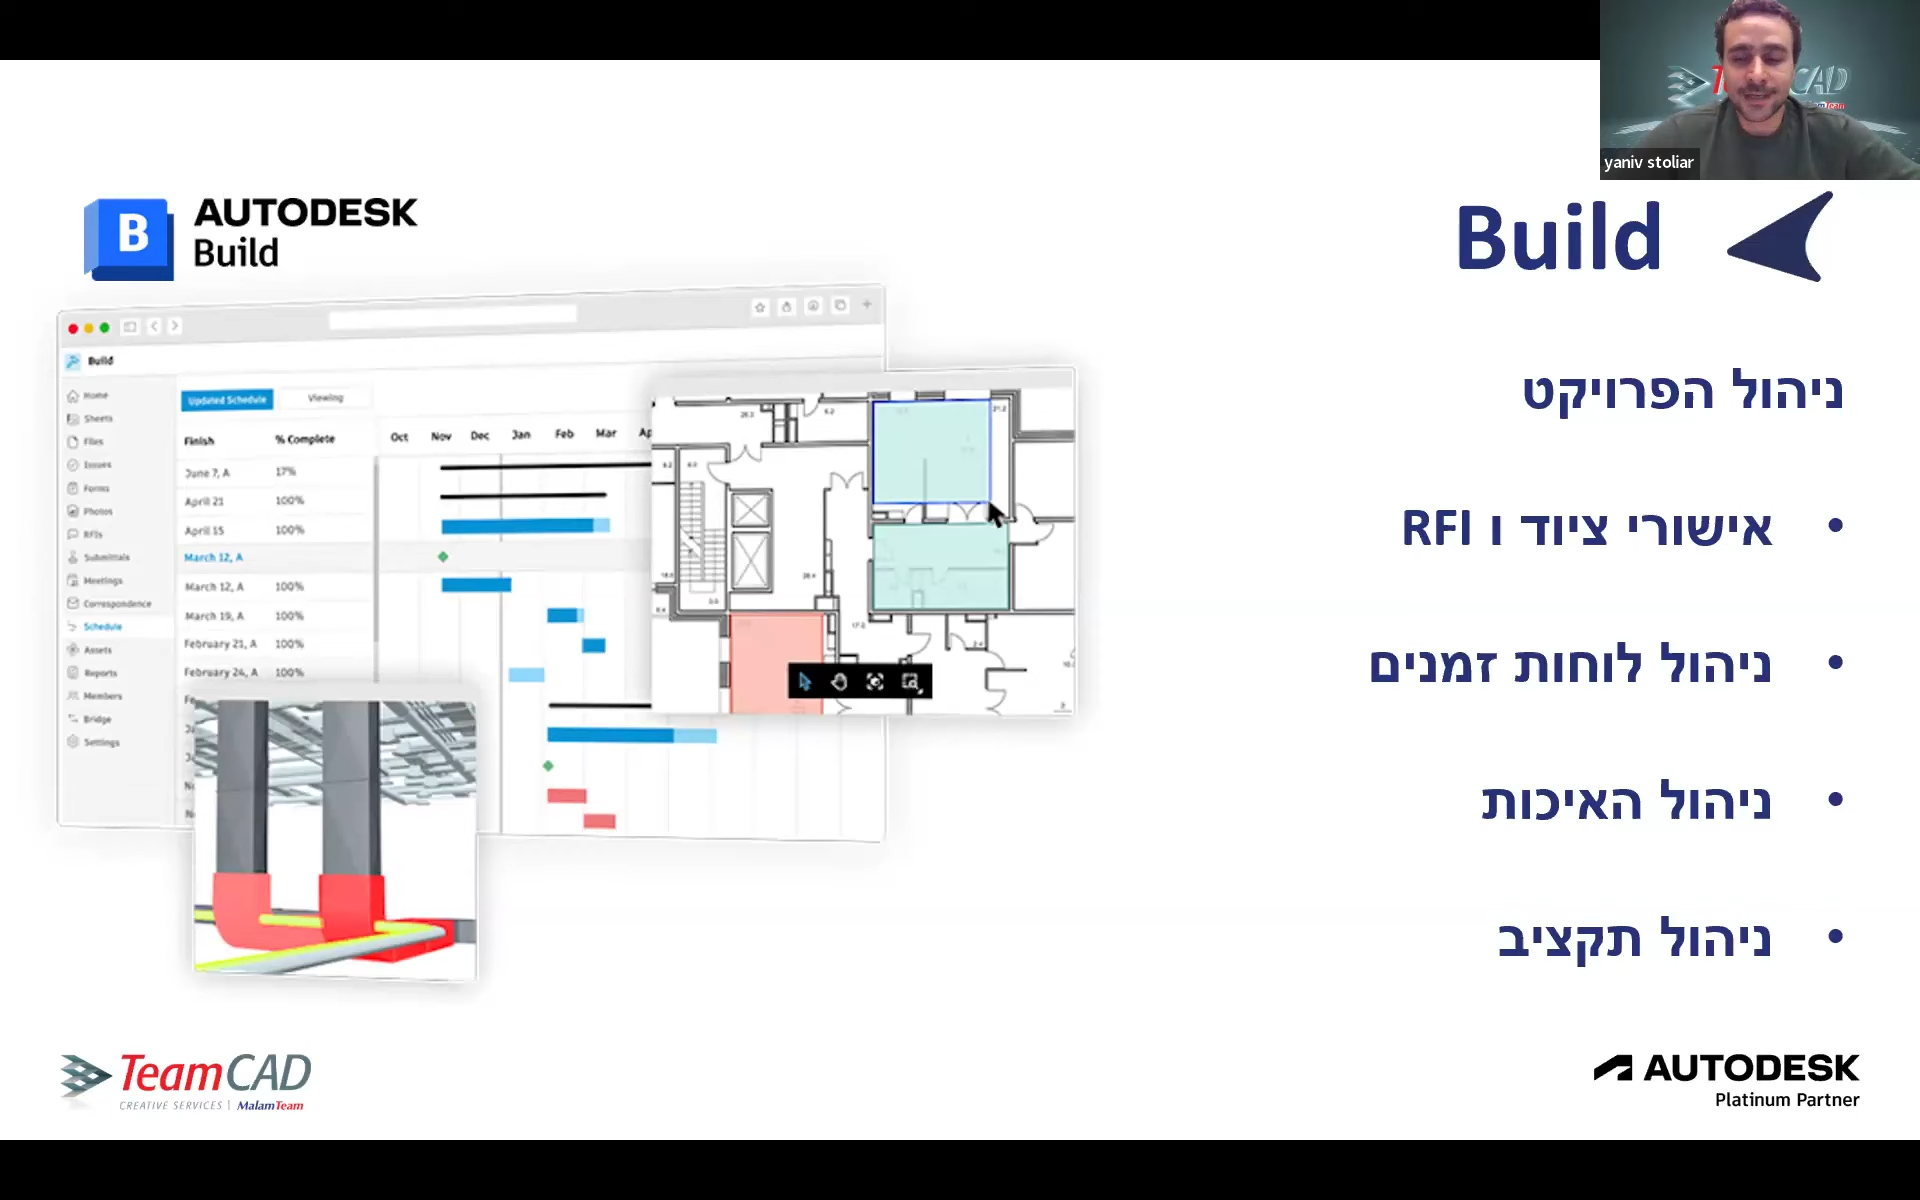 TeamCAD
yaniv stoliar
Build
ניהול הפרויקט
• אישורי ציוד ו RFI
• ניהול לוחות זמנים
• ניהול האיכות
• ניהול תקציב
B AUTODESK
Build
Build
Home
Sheets
Files
Issues
Forms
Photos
RFIs
Submittals
Meetings
Correspondence
Schedule
Assets
Reports
Members
Bridge
Settings
Updated Schedule Viewing
Finish % Complete Oct Nov Dec Jan Feb Mar Ap
June 7, A 17%
April 21 100%
April 15 100%
March 12, A
March 12, A 100%
March 19, A 100%
February 21, A 100%
February 24, A 100%
TeamCAD
CREATIVE SERVICES | MalamTeam
AUTODESK
Platinum Partner